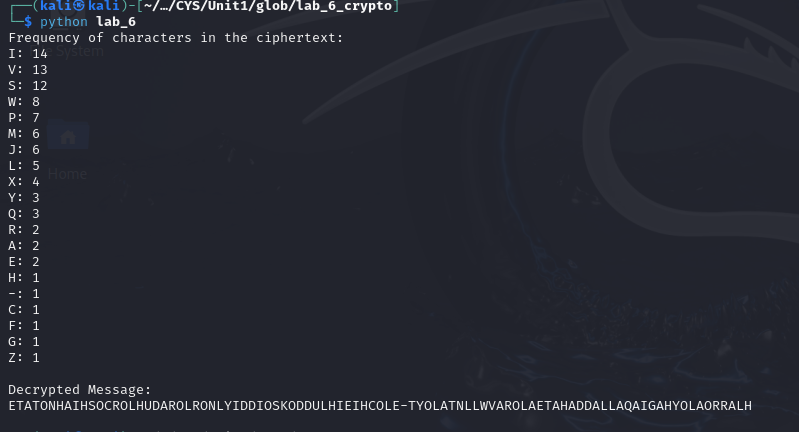 ┌──(kali㉿kali)-[~/…/CYS/Unit1/glob/lab_6_crypto]
└─$ python lab_6
Frequency of characters in the ciphertext:
System
I: 14
V: 13
S: 12
W: 8
P: 7
M: 6
J: 6
L: 5
X: 4
Home
Y: 3
Q: 3
R: 2
A: 2
E: 2
H: 1
-: 1
C: 1
F: 1
G: 1
Z: 1
Decrypted Message:
ETATONHAIHSOCROLHUDAROLRONLYIDDIOSKODDULHIEIHCOLE-TYOLATNLLWVAROLAETAHADDALLAQAIGAHYOLAORRALH